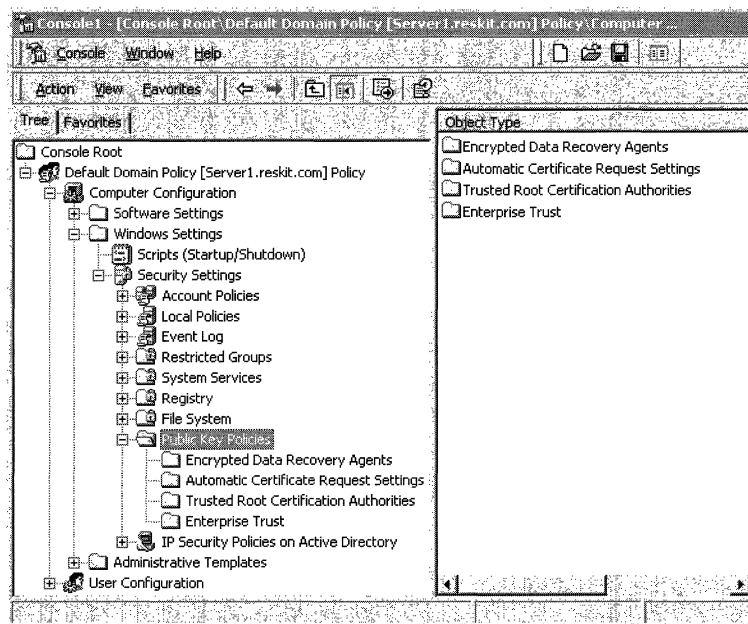 Console1 - [Console Root\Default Domain Policy [Server1.reskit.com] Policy\Computer ...
Console Window Help
Action View Favorites
Tree Favorites
Console Root
Default Domain Policy [Server1.reskit.com] Policy
Computer Configuration
Software Settings
Windows Settings
Scripts (Startup/Shutdown)
Security Settings
Account Policies
Local Policies
Event Log
Restricted Groups
System Services
Registry
File System
Public Key Policies
Encrypted Data Recovery Agents
Automatic Certificate Request Settings
Trusted Root Certification Authorities
Enterprise Trust
IP Security Policies on Active Directory
Administrative Templates
User Configuration
Object Type
Encrypted Data Recovery Agents
Automatic Certificate Request Settings
Trusted Root Certification Authorities
Enterprise Trust